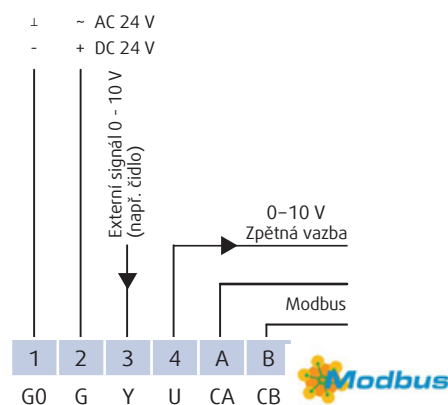 ⊥ ~ AC 24 V
- + DC 24 V
Externí signál 0 - 10 V
(např. čidlo)
0–10 V
Zpětná vazba
Modbus
1 2 3 4 A B
G0 G Y U CA CB
Modbus